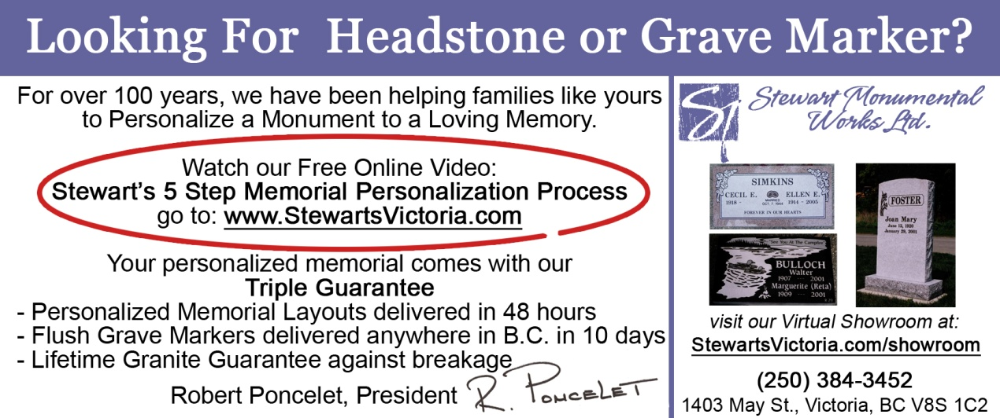 Looking For Headstone or Grave Marker?
For over 100 years, we have been helping families like yours
to Personalize a Monument to a Loving Memory.
Watch our Free Online Video:
Stewart's 5 Step Memorial Personalization Process
go to: www.StewartsVictoria.com
Your personalized memorial comes with our
Triple Guarantee
- Personalized Memorial Layouts delivered in 48 hours
- Flush Grave Markers delivered anywhere in B.C. in 10 days
- Lifetime Granite Guarantee against breakage
Robert Poncelet, President R. PONCELET
Stewart Monumental
Works Ltd.
SIMKINS
CECIL E. ELLEN E.
1918 - MARRIED 1914 - 2005
OCT. 7 1944
FOREVER IN OUR HEARTS
"See You At The Campfire"
BULLOCH
Walter
1907 2001
Marguerite (Reta)
1909 2001
FOSTER
Joan Mary
June 12, 1920
January 29, 2001
visit our Virtual Showroom at:
StewartsVictoria.com/showroom
(250) 384-3452
1403 May St., Victoria, BC V8S 1C2